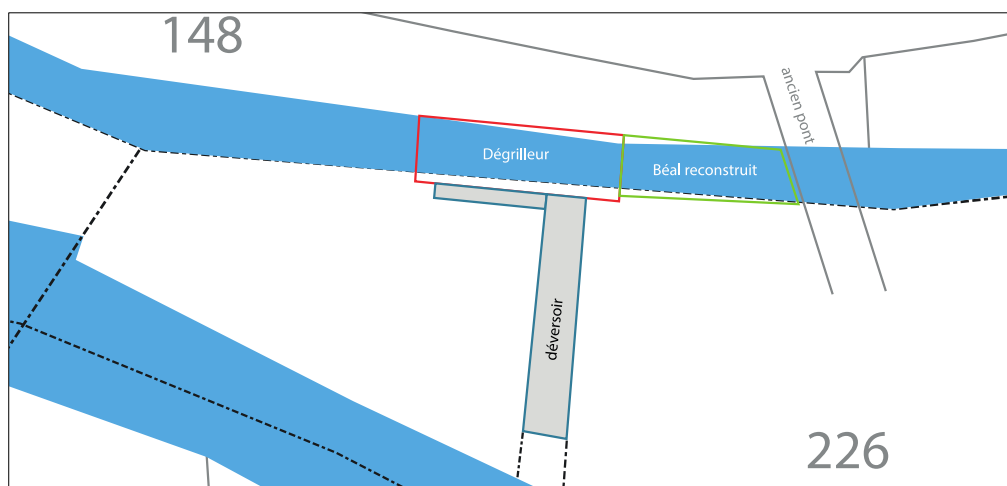 148
ancien pont
Dégrilleur
Béal reconstruit
déversoir
226